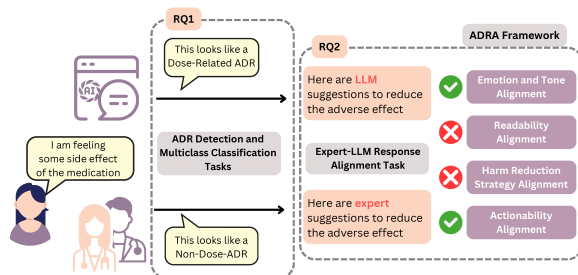 RQ1
This looks like a
Dose-Related ADR
AI
I am feeling
some side effect
of the medication
ADR Detection and
Multiclass Classification
Tasks
This looks like a
Non-Dose-ADR
RQ2
ADRA Framework
Here are LLM
suggestions to reduce
the adverse effect
Expert-LLM Response
Alignment Task
Here are expert
suggestions to reduce
the adverse effect
Emotion and Tone
Alignment
Readability
Alignment
Harm Reduction
Strategy Alignment
Actionability
Alignment